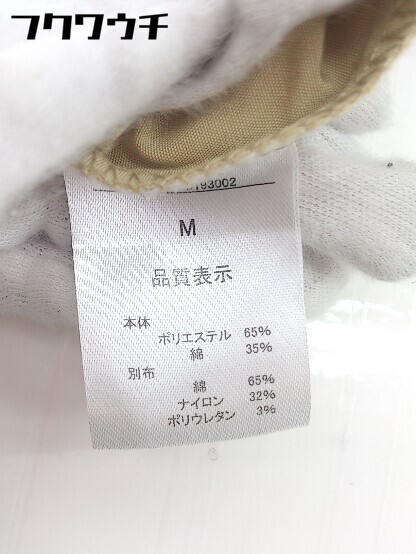 フクワウチ
193002
M
品質表示
本体
ポリエステル 65%
綿 35%
別布
綿 65%
ナイロン 32%
ポリウレタン 3%